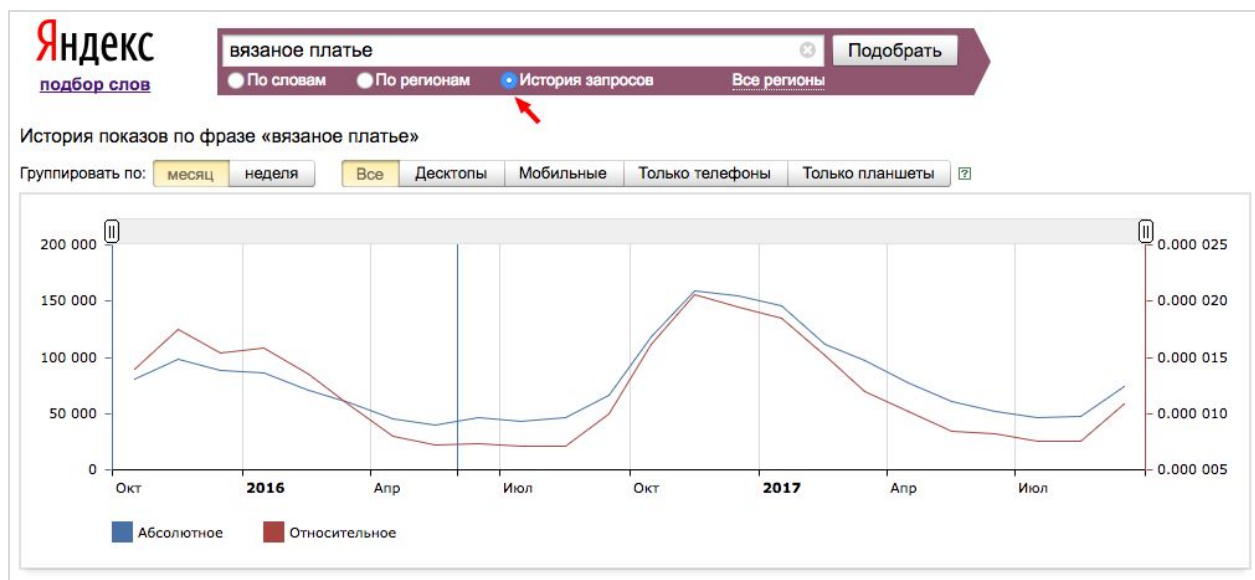 Яндекс
подбор слов
вязаное платье
Подобрать
По словам По регионам История запросов Все регионы
История показов по фразе «вязаное платье»
Группировать по: месяц неделя Все Десктопы Мобильные Только телефоны Только планшеты ?
200 000 0.000 025
150 000 0.000 020
100 000 0.000 015
50 000 0.000 010
0 0.000 005
Окт 2016 Апр Июл Окт 2017 Апр Июл
Абсолютное Относительное